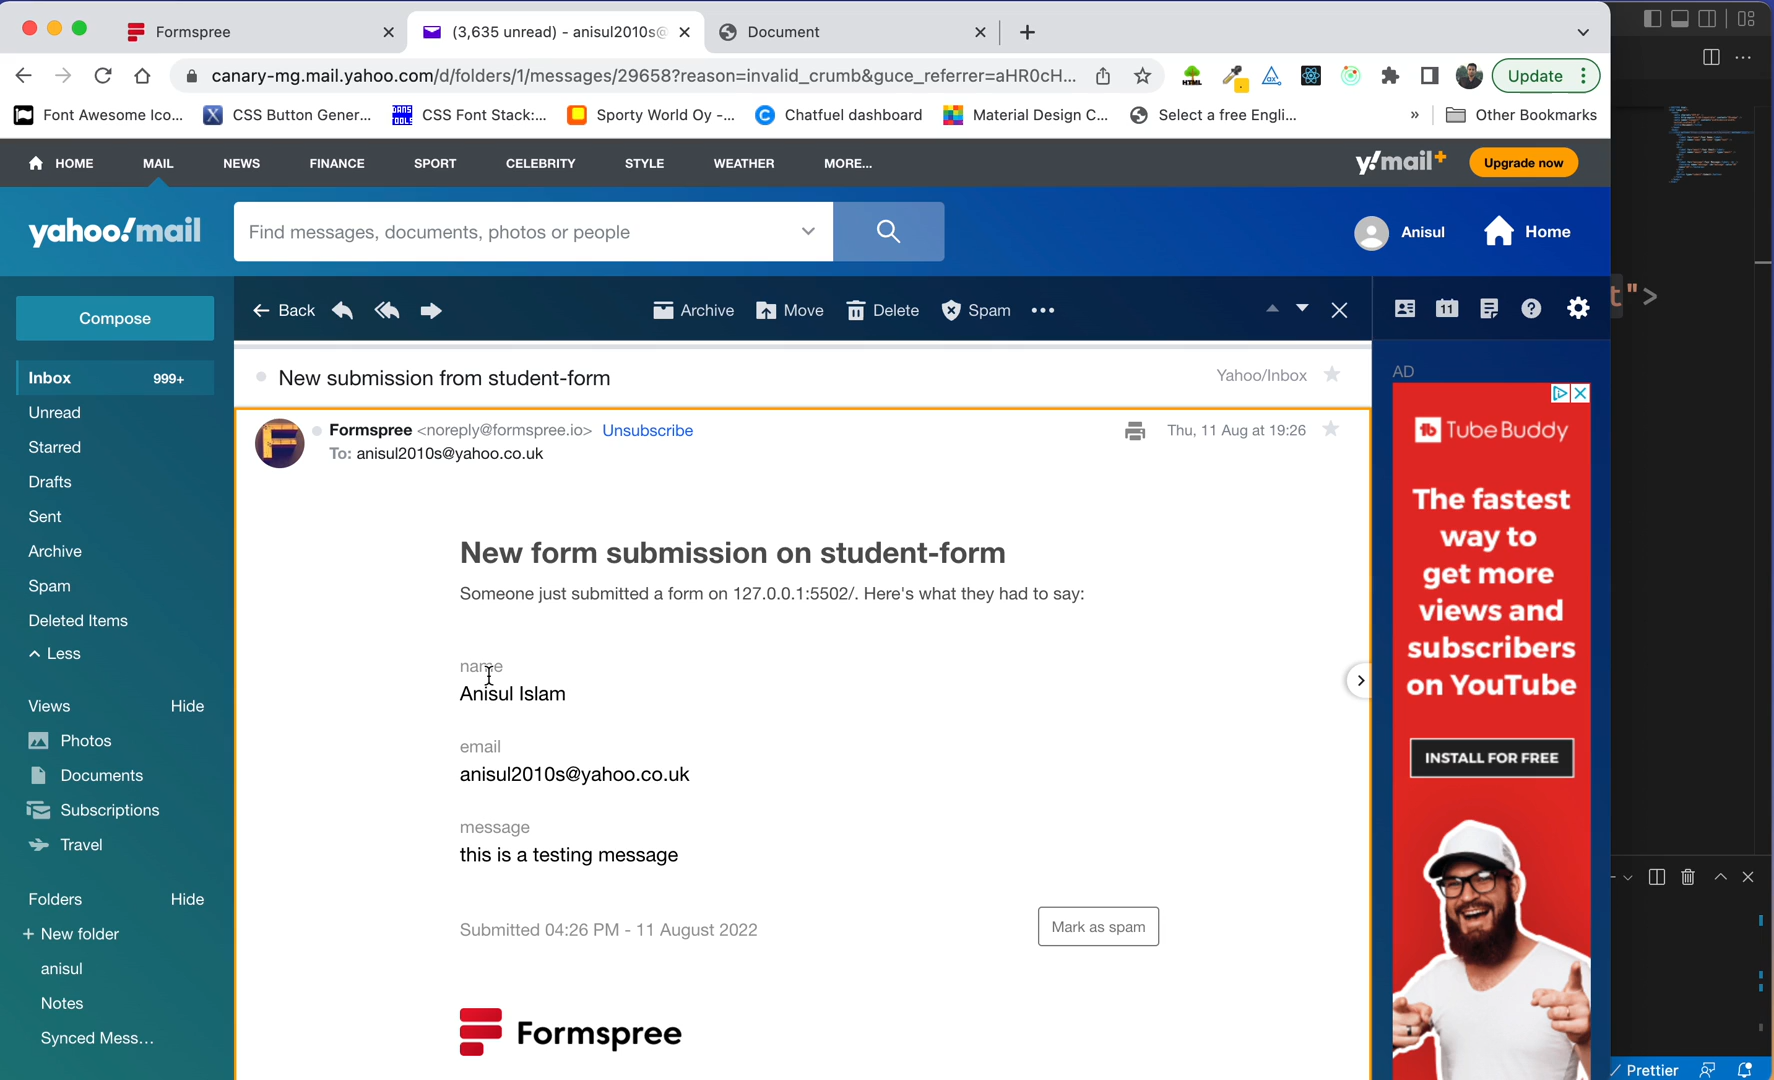 Formspree
(3,635 unread) - anisul2010s@
Document
canary-mg.mail.yahoo.com/d/folders/1/messages/29658?reason=invalid_crumb&guce_referrer=aHR0cH...
Update
Font Awesome Ico...
CSS Button Gener...
CSS Font Stack:...
Sporty World Oy -...
Chatfuel dashboard
Material Design C...
Select a free Engli...
»
Other Bookmarks
HOME
MAIL
NEWS
FINANCE
SPORT
CELEBRITY
STYLE
WEATHER
MORE...
y!mail+
Upgrade now
yahoo!mail
Find messages, documents, photos or people
Anisul
Home
Compose
Back
Archive
Move
Delete
Spam
11
Inbox 999+
Unread
Starred
Drafts
Sent
Archive
Spam
Deleted Items
Less
Views Hide
Photos
Documents
Subscriptions
Travel
Folders Hide
+ New folder
anisul
Notes
Synced Mess...
New submission from student-form
Yahoo/Inbox
Formspree <noreply@formspree.io> Unsubscribe
Thu, 11 Aug at 19:26
To: anisul2010s@yahoo.co.uk
New form submission on student-form
Someone just submitted a form on 127.0.0.1:5502/. Here's what they had to say:
name
Anisul Islam
email
anisul2010s@yahoo.co.uk
message
this is a testing message
Submitted 04:26 PM - 11 August 2022
Mark as spam
Formspree
AD
TubeBuddy
The fastest
way to
get more
views and
subscribers
on YouTube
INSTALL FOR FREE
t">
Prettier